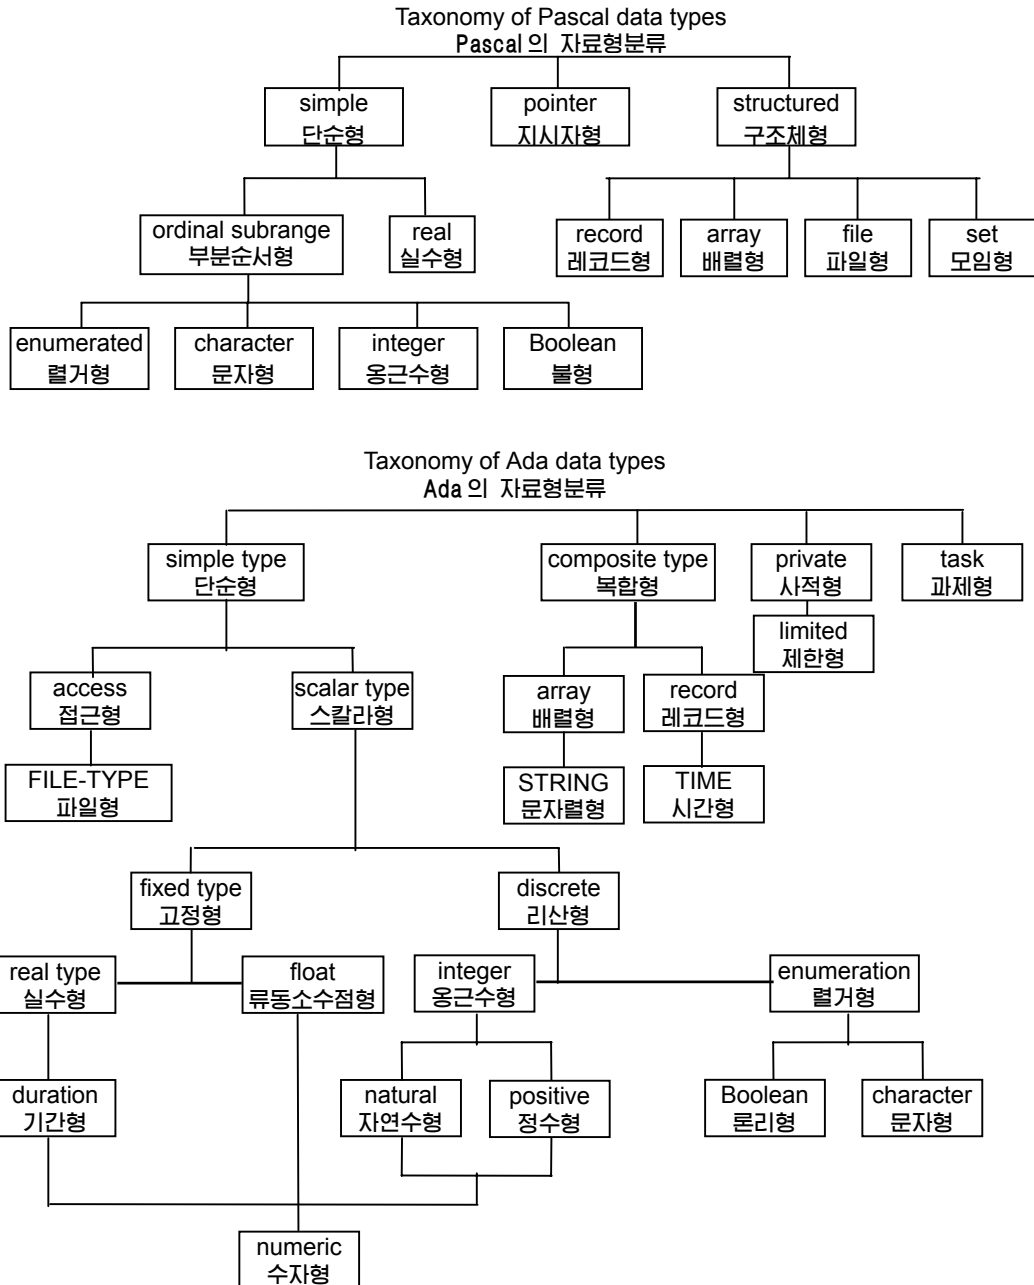 Taxonomy of Pascal data types
Pascal의 자료형분류
simple
단순형
pointer
지시자형
structured
구조체형
ordinal subrange
부분순서형
real
실수형
record
레코드형
array
배렬형
file
파일형
set
모임형
enumerated
렬거형
character
문자형
integer
옹근수형
Boolean
불형
Taxonomy of Ada data types
Ada의 자료형분류
simple type
단순형
composite type
복합형
private
사적형
task
과제형
limited
제한형
access
접근형
scalar type
스칼라형
array
배렬형
record
레코드형
FILE-TYPE
파일형
STRING
문자렬형
TIME
시간형
fixed type
고정형
discrete
리산형
real type
실수형
float
류동소수점형
integer
옹근수형
enumeration
렬거형
duration
기간형
natural
자연수형
positive
정수형
Boolean
론리형
character
문자형
numeric
수자형